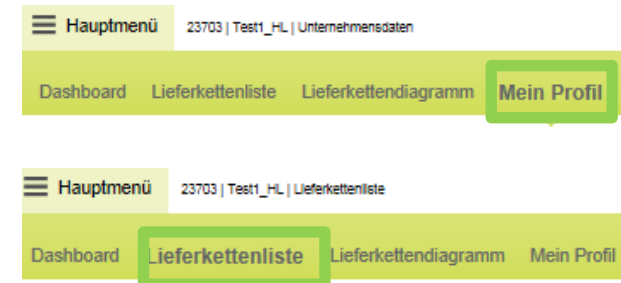 Hauptmenü 23703 | Test1_HL | Unternehmensdaten
Dashboard Lieferkettenliste Lieferkettendiagramm Mein Profil
Hauptmenü 23703 | Test1_HL | Lieferkettenliste
Dashboard Lieferkettenliste Lieferkettendiagramm Mein Profil